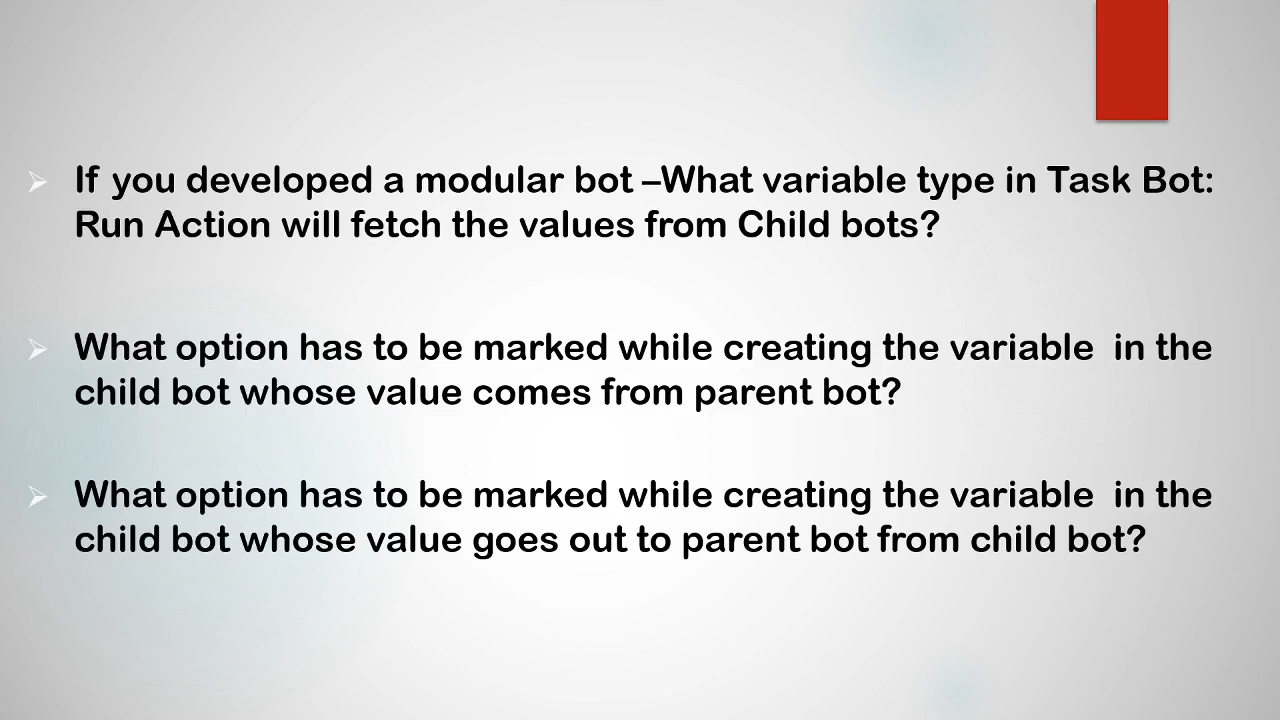 If you developed a modular bot –What variable type in Task Bot:
Run Action will fetch the values from Child bots?
What option has to be marked while creating the variable  in the
child bot whose value comes from parent bot?
What option has to be marked while creating the variable  in the
child bot whose value goes out to parent bot from child bot?